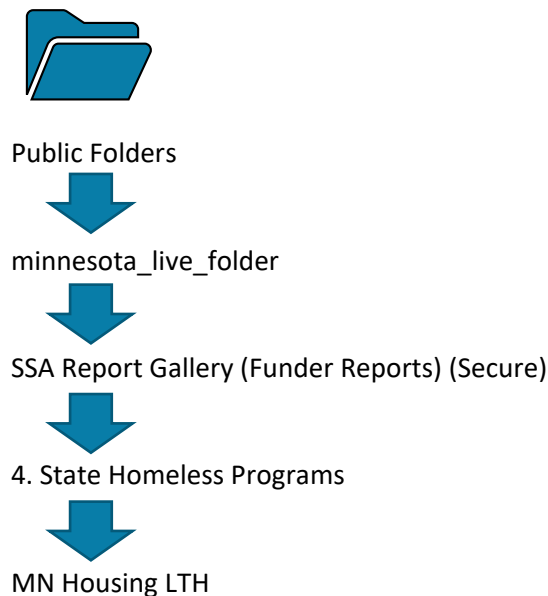 Public Folders
minnesota_live_folder
SSA Report Gallery (Funder Reports) (Secure)
4. State Homeless Programs
MN Housing LTH